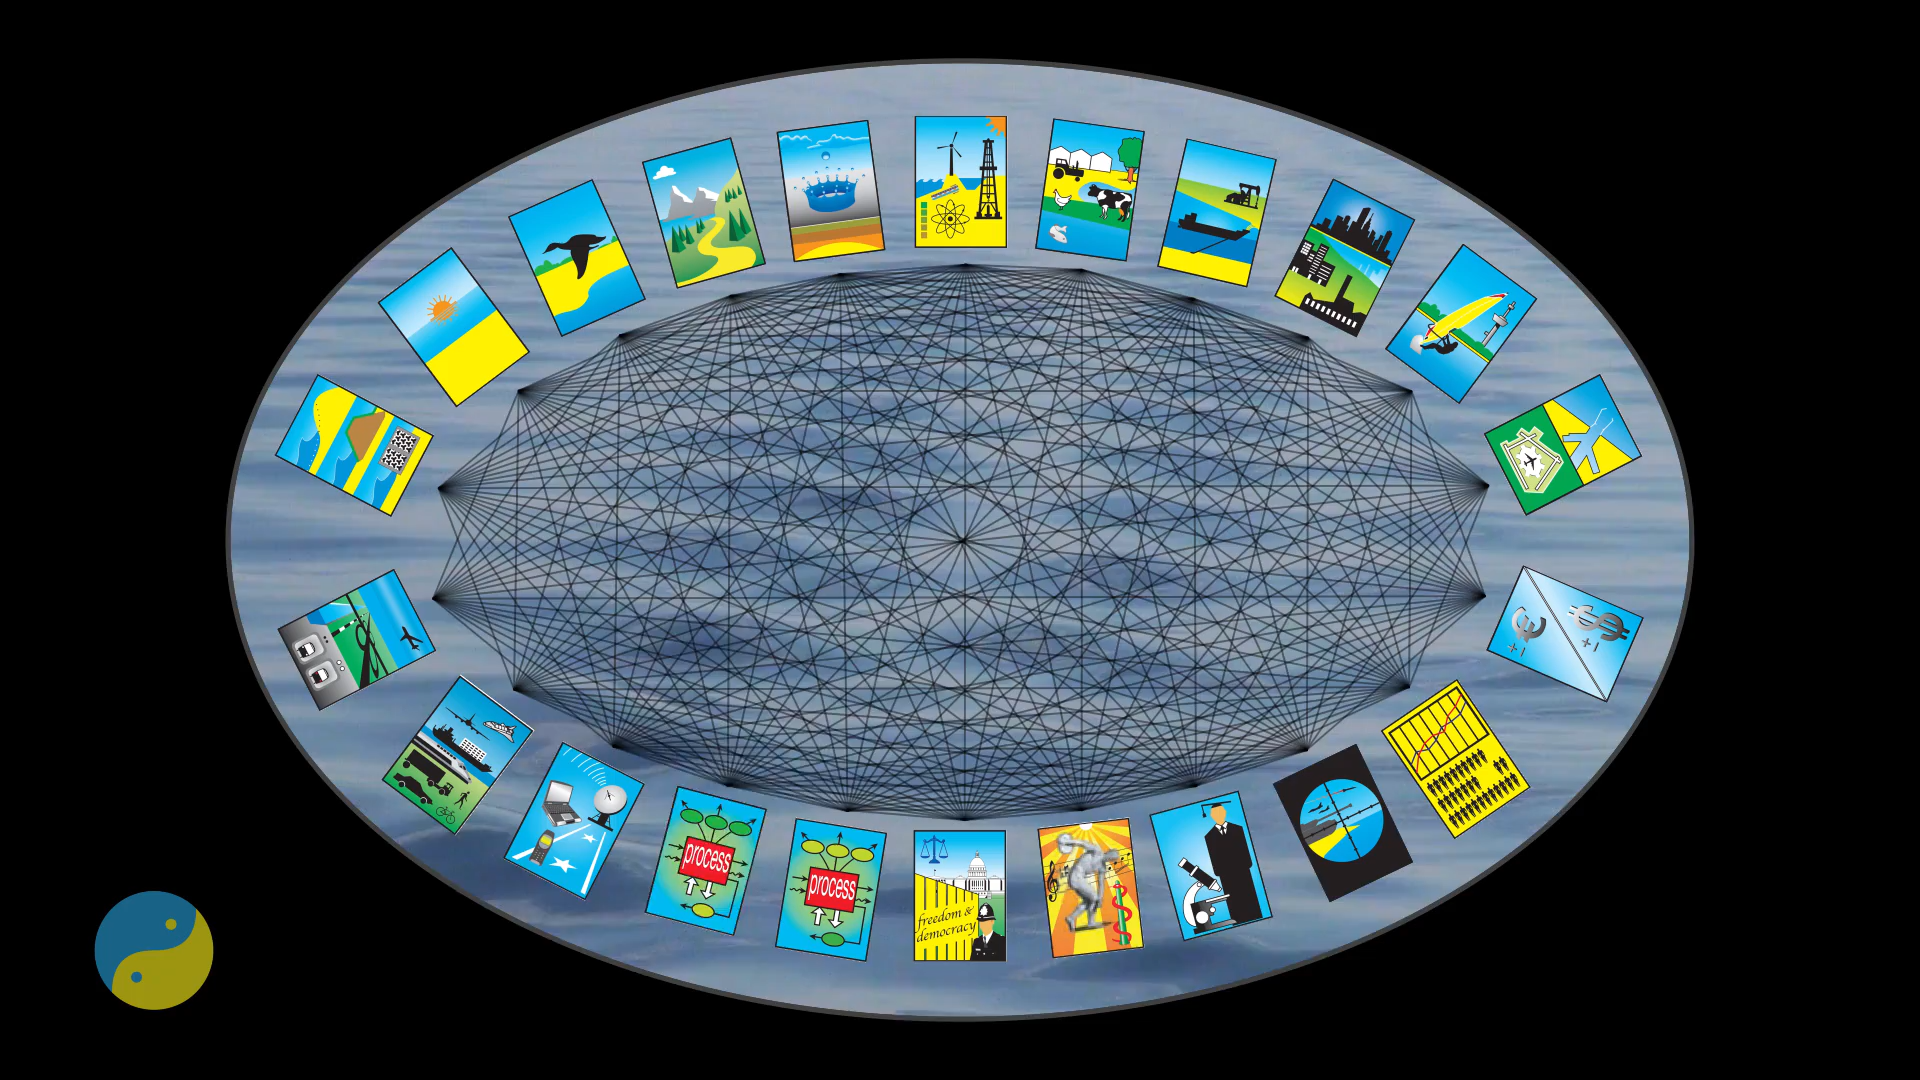 process
process
freedom &
democracy
€
$
+ -
+ -